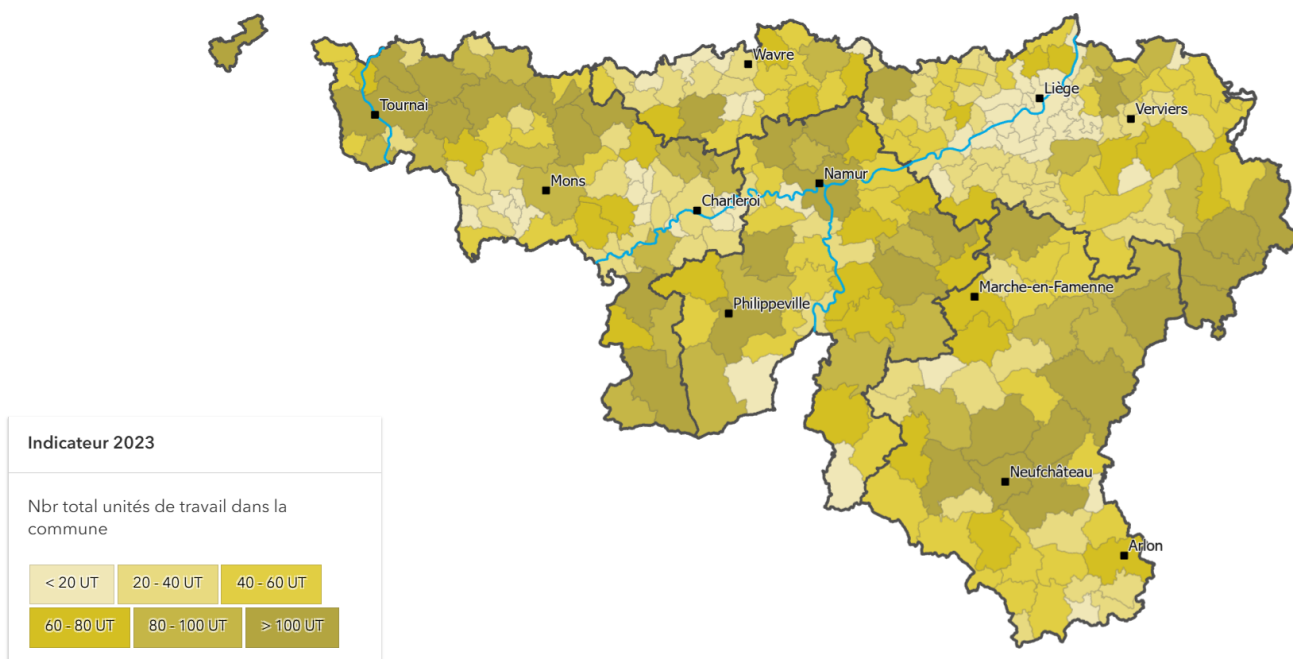 Wavre
Liège
Tournai
Verviers
Mons
Namur
Charleroi
Marche-en-Famenne
Philippeville
Indicateur 2023
Neufchâteau
Nbr total unités de travail dans la
commune
Arlon
< 20 UT 20 - 40 UT 40 - 60 UT
60 - 80 UT 80 - 100 UT > 100 UT